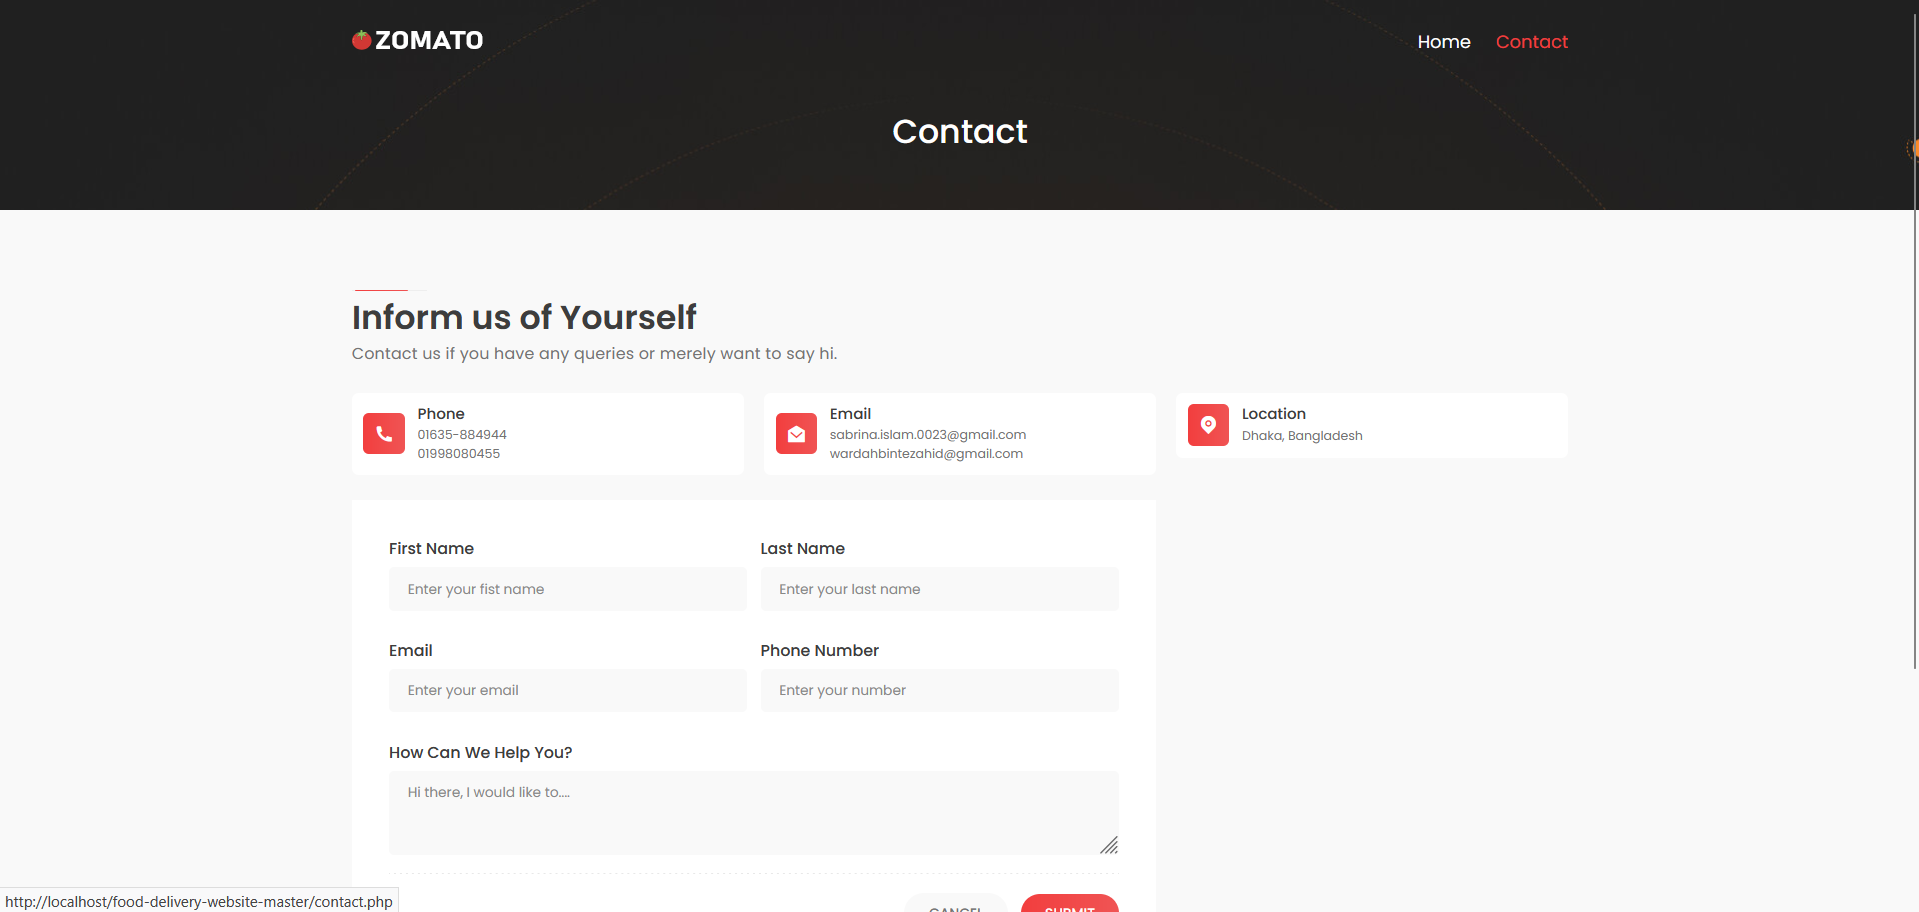 ZOMATO
Home Contact
Contact
Inform us of Yourself
Contact us if you have any queries or merely want to say hi.
Phone
01635-884944
01998080455
Email
sabrina.islam.0023@gmail.com
wardahbintezahid@gmail.com
Location
Dhaka, Bangladesh
First Name
Enter your fist name
Last Name
Enter your last name
Email
Enter your email
Phone Number
Enter your number
How Can We Help You?
Hi there, I would like to....
CANCEL SUBMIT
http://localhost/food-delivery-website-master/contact.php